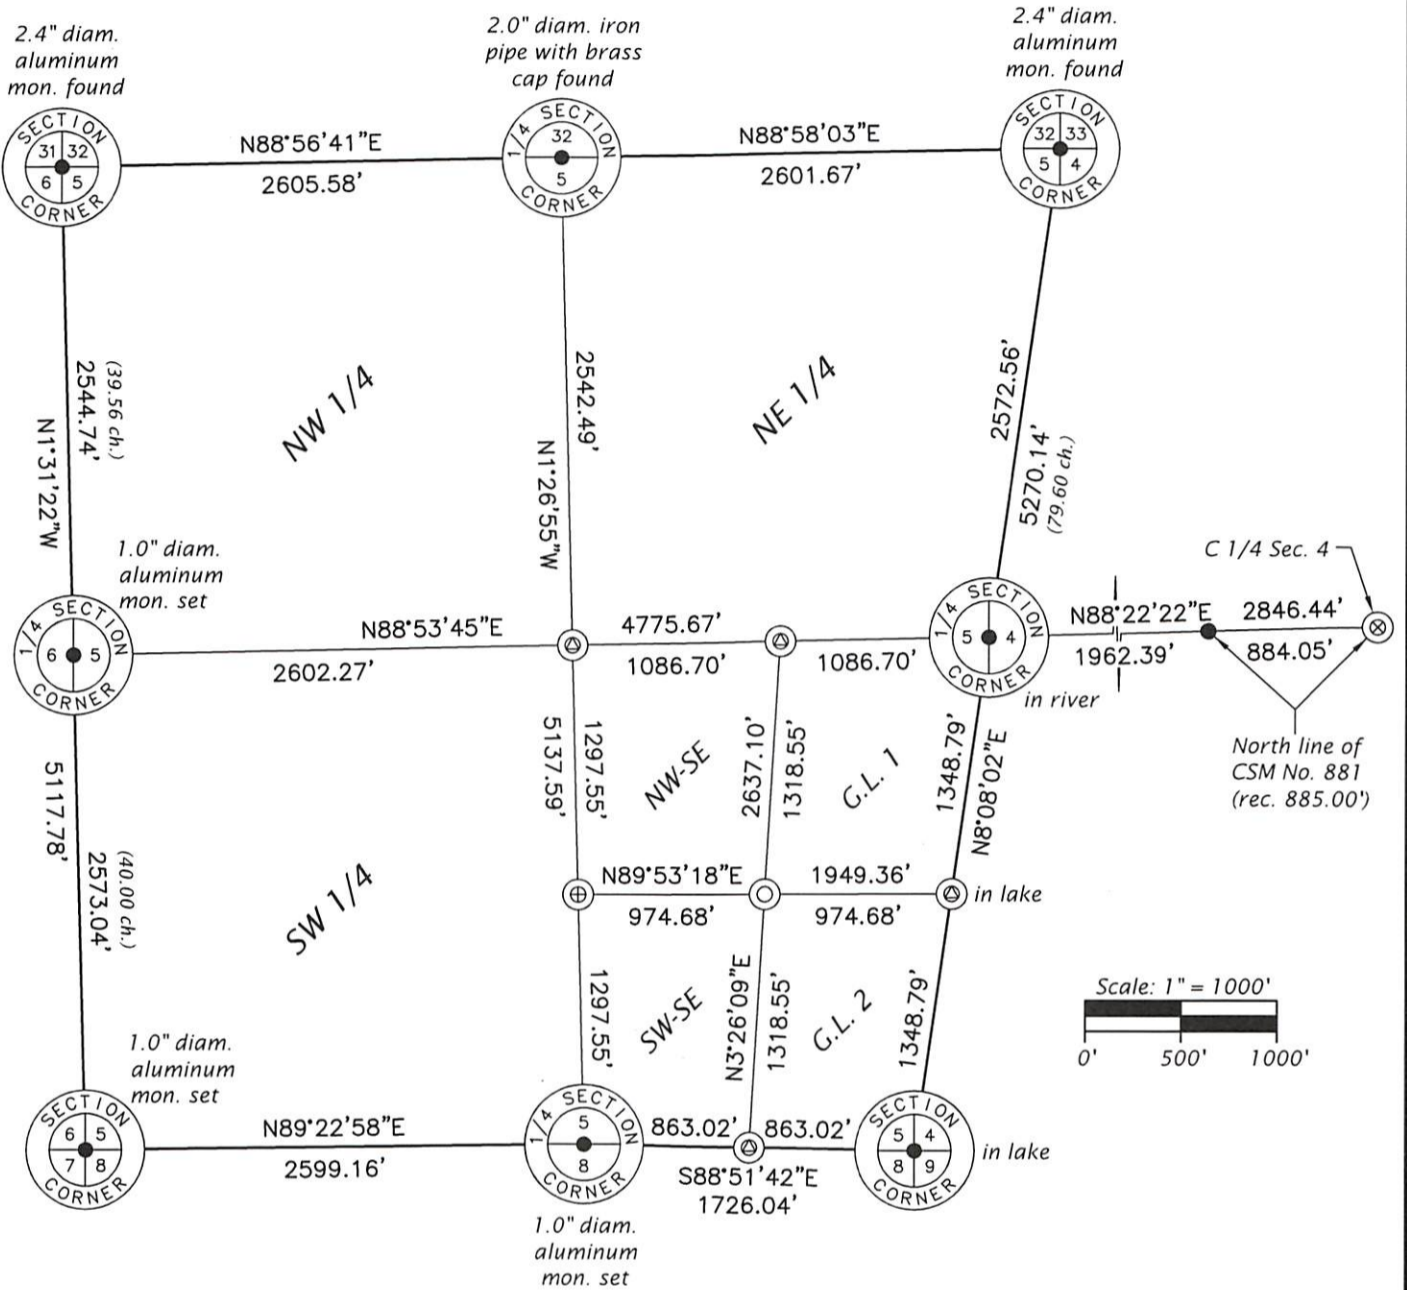 2.4" diam.
aluminum
mon. found
2.0" diam. iron
pipe with brass
cap found
2.4" diam.
aluminum
mon. found
SECTION
31 32
6 5
CORNER
N88°56'41"E
2605.58'
1/4 SECTION
32
5
CORNER
N88°58'03"E
2601.67'
SECTION
32 33
5 4
CORNER
(39.56 ch.)
2544.74'
N1°31'22"W
NW 1/4
2542.49'
N1°26'55"W
NE 1/4
2572.56'
5270.14'
(79.60 ch.)
1.0" diam.
aluminum
mon. set
1/4 SECTION
6 5
CORNER
N88°53'45"E
2602.27'
4775.67'
1086.70'
1086.70'
1/4 SECTION
5 4
CORNER
in river
N88°22'22"E
1962.39'
C 1/4 Sec. 4
2846.44'
884.05'
North line of
CSM No. 881
(rec. 885.00')
5117.78'
2573.04'
(40.00 ch.)
SW 1/4
5137.59'
1297.55'
NW-SE
2637.10'
1318.55'
G.L. 1
1348.79'
N8°08'02"E
N89°53'18"E
974.68'
1949.36'
974.68'
in lake
1297.55'
SW-SE
N3°26'09"E
1318.55'
G.L. 2
1348.79'
Scale: 1" = 1000'
0' 500' 1000'
1.0" diam.
aluminum
mon. set
SECTION
6 5
7 8
CORNER
N89°22'58"E
2599.16'
1/4 SECTION
5
8
CORNER
863.02'
863.02'
S88°51'42"E
1726.04'
SECTION
5 4
8 9
CORNER
in lake
1.0" diam.
aluminum
mon. set